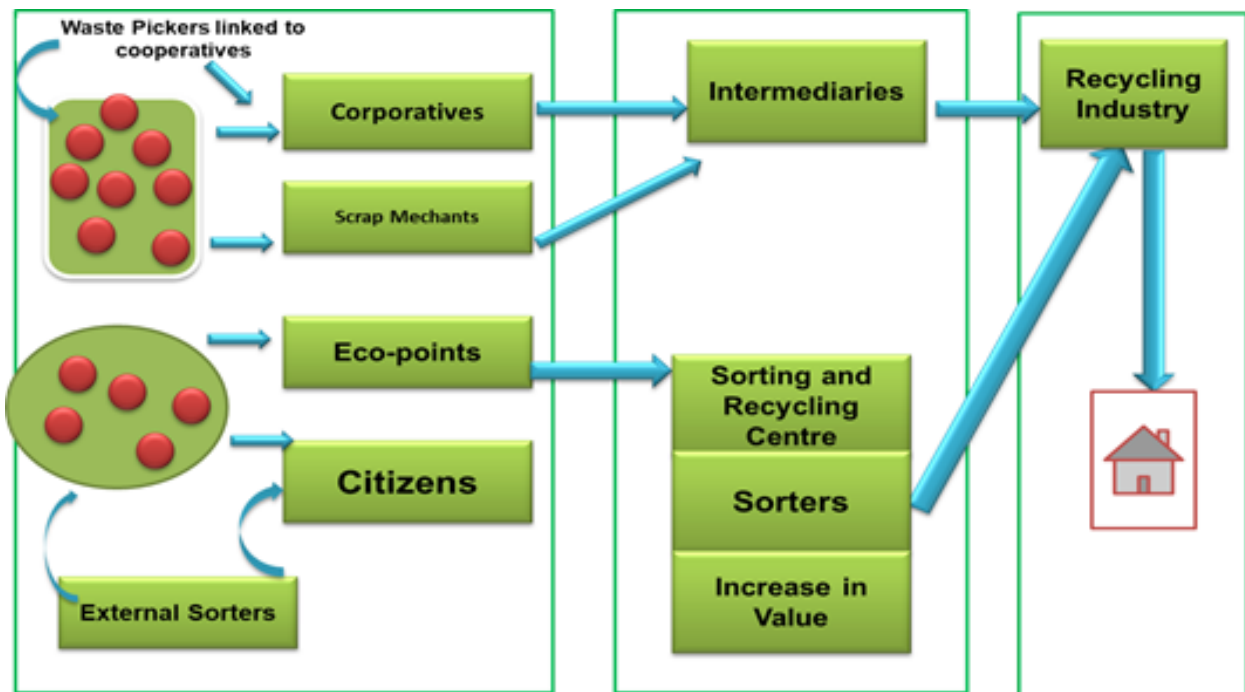 Waste Pickers linked to
cooperatives
Corporatives
Scrap Mechants
Eco-points
Citizens
External Sorters
Intermediaries
Sorting and
Recycling
Centre
Sorters
Increase in
Value
Recycling
Industry